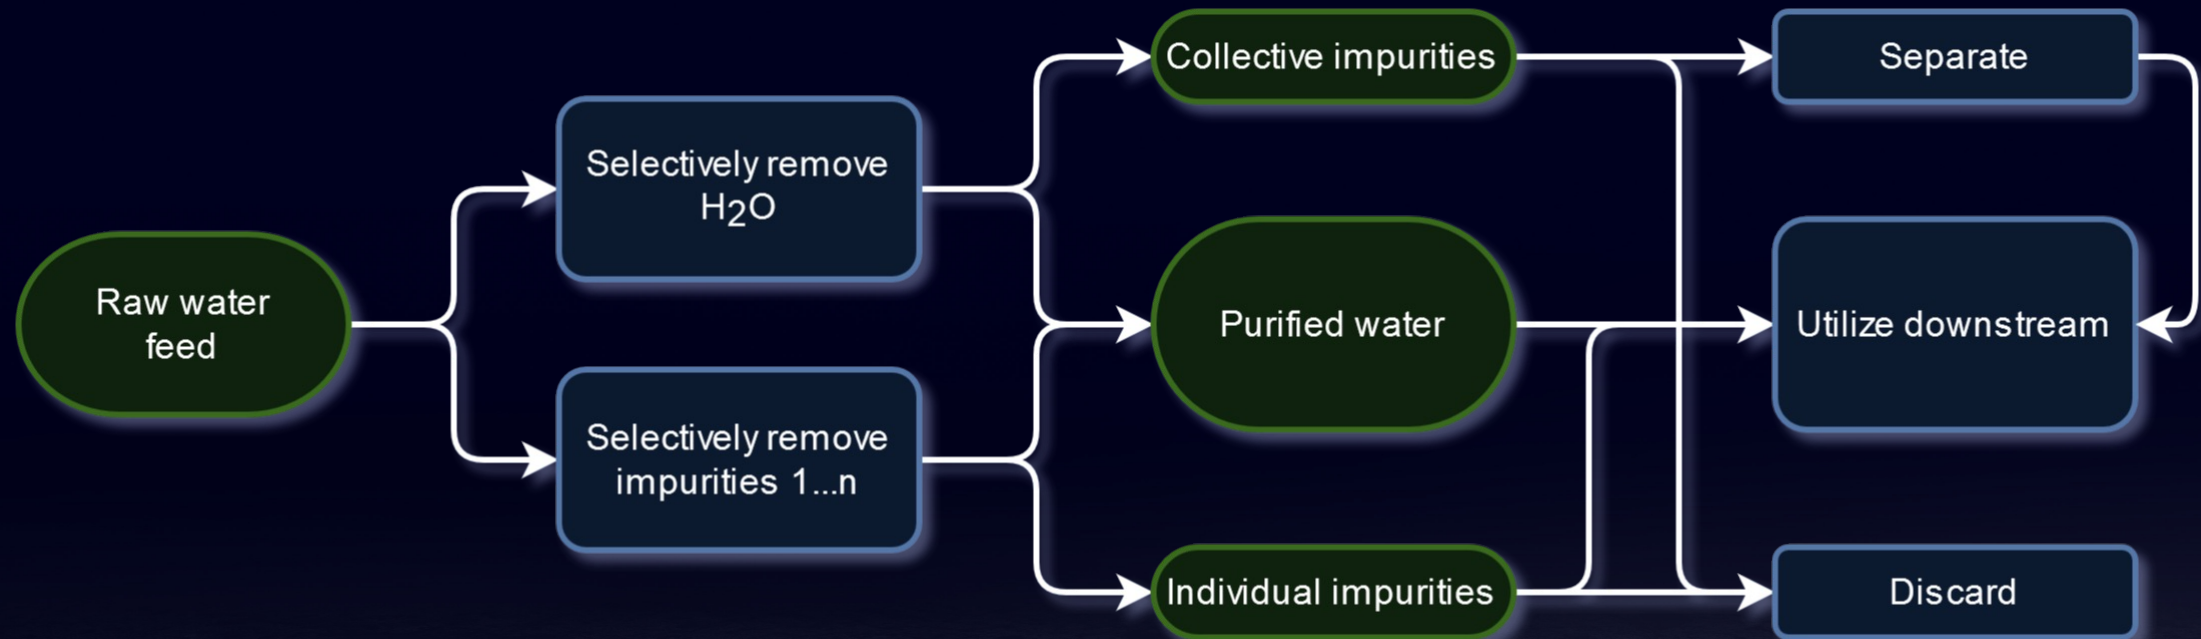 Raw water
feed
Selectively remove
H2O
Selectively remove
impurities 1...n
Collective impurities
Purified water
Individual impurities
Separate
Utilize downstream
Discard